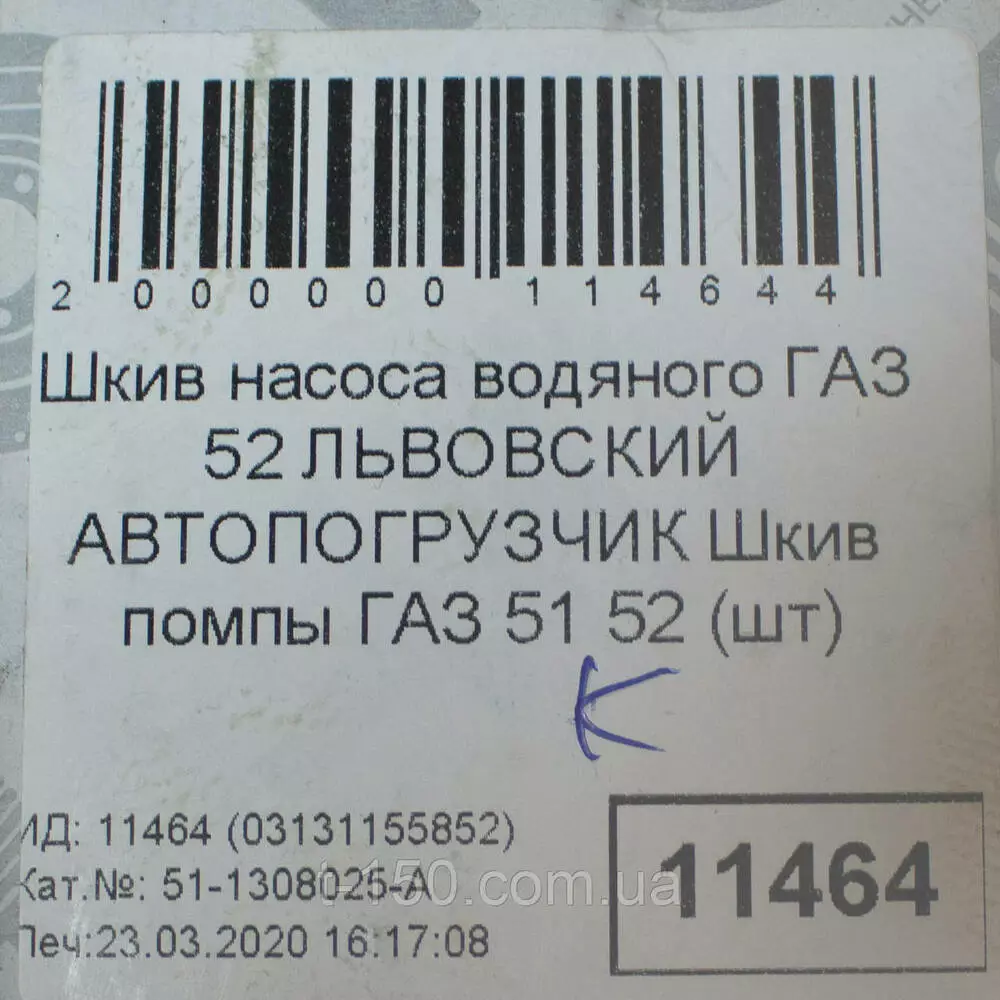 2 000000 114644
Шкив насоса водяного ГАЗ
52 ЛЬВОВСКИЙ
АВТОПОГРУЗЧИК Шкив
помпы ГАЗ 51 52 (шт)
К
ИД: 11464 (03131155852)
Кат.№: 51-1308025-А
Печ:23.03.2020 16:17:08
11464
t-150.com.ua